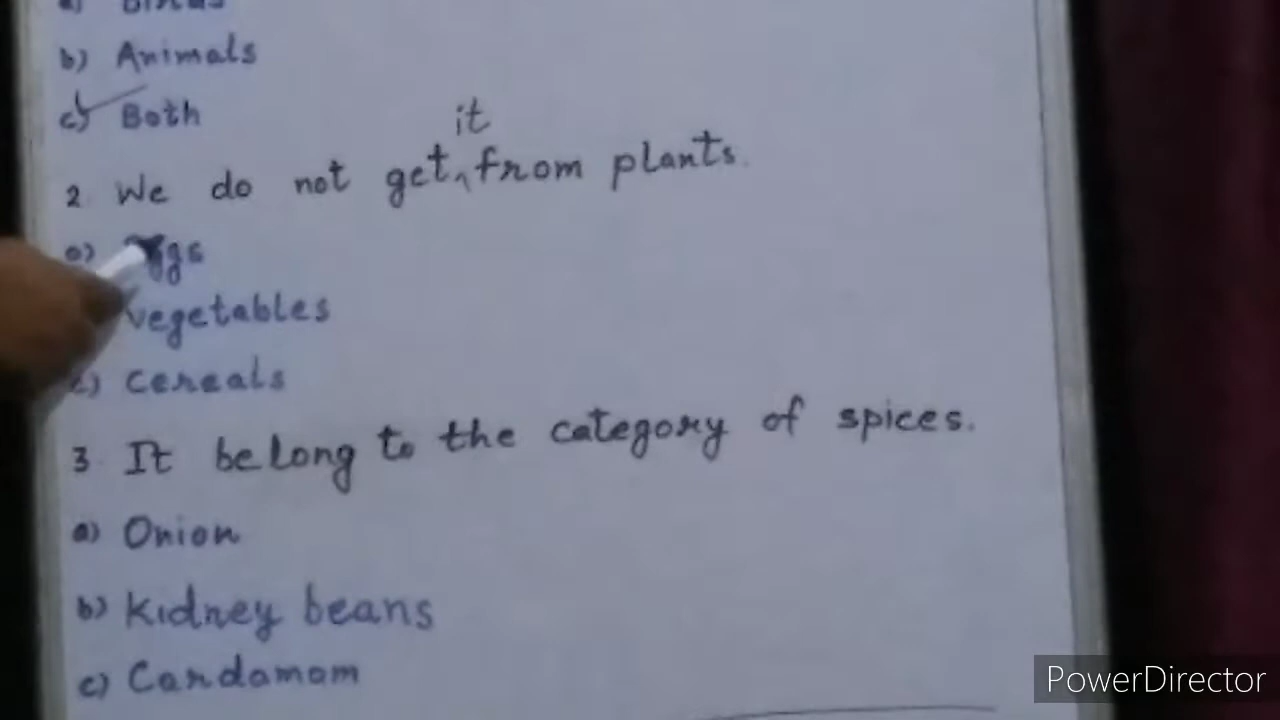 b) Animals
c) Both
it
2 We do not get from plants.
a)
vegetables
c) cereals
3 It belong to the category of spices.
a) Onion
b) Kidney beans
c) Cardamom
PowerDirector